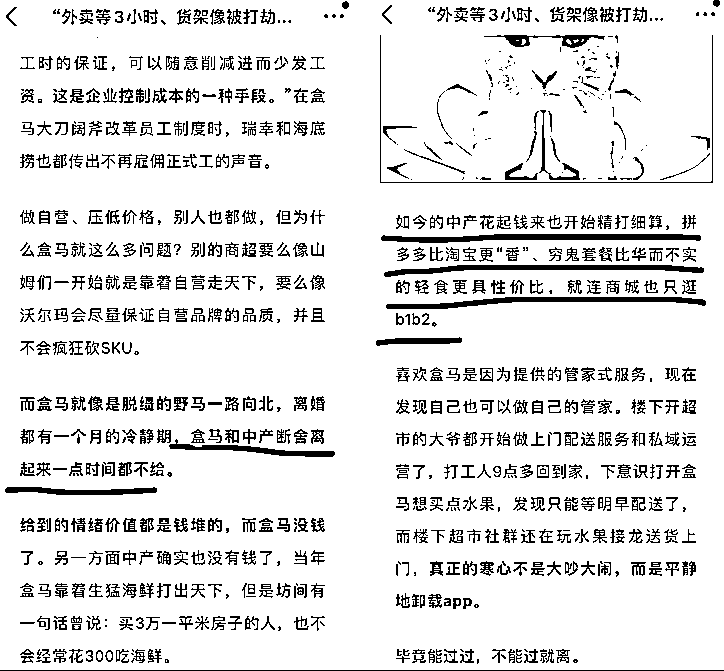 “外卖等3小时、货架像被打劫...
工时的保证，可以随意削减进而少发工
资。这是企业控制成本的一种手段。”在盒
马大刀阔斧改革员工制度时，瑞幸和海底
捞也都传出不再雇佣正式工的声音。
做自营、压低价格，别人也都做，但为什
么盒马就这么多问题？别的商超要么像山
姆们一开始就是靠着自营走天下，要么像
沃尔玛会尽量保证自营品牌的品质，并且
不会疯狂砍SKU。
而盒马就像是脱缰的野马一路向北，离婚
都有一个月的冷静期，盒马和中产断舍离
起来一点时间都不给。
给到的情绪价值都是钱堆的，而盒马没钱
了。另一方面中产确实也没有钱了，当年
盒马靠着生猛海鲜打出天下，但是坊间有
一句话曾说：买3万一平米房子的人，也不
会经常花300吃海鲜。
“外卖等3小时、货架像被打劫...
如今的中产花起钱来也开始精打细算，拼
多多比淘宝更“香”、穷鬼套餐比华而不实
的轻食更具性价比，就连商城也只逛
b1b2。
喜欢盒马是因为提供的管家式服务，现在
发现自己也可以做自己的管家。楼下开超
市的大爷都开始做上门配送服务和私域运
营了，打工人9点多回到家，下意识打开盒
马想买点水果，发现只能等明早配送了，
而楼下超市社群还在玩水果接龙送货上
门，真正的寒心不是大吵大闹，而是平静
地卸载app。
毕竟能过过，不能过就离。